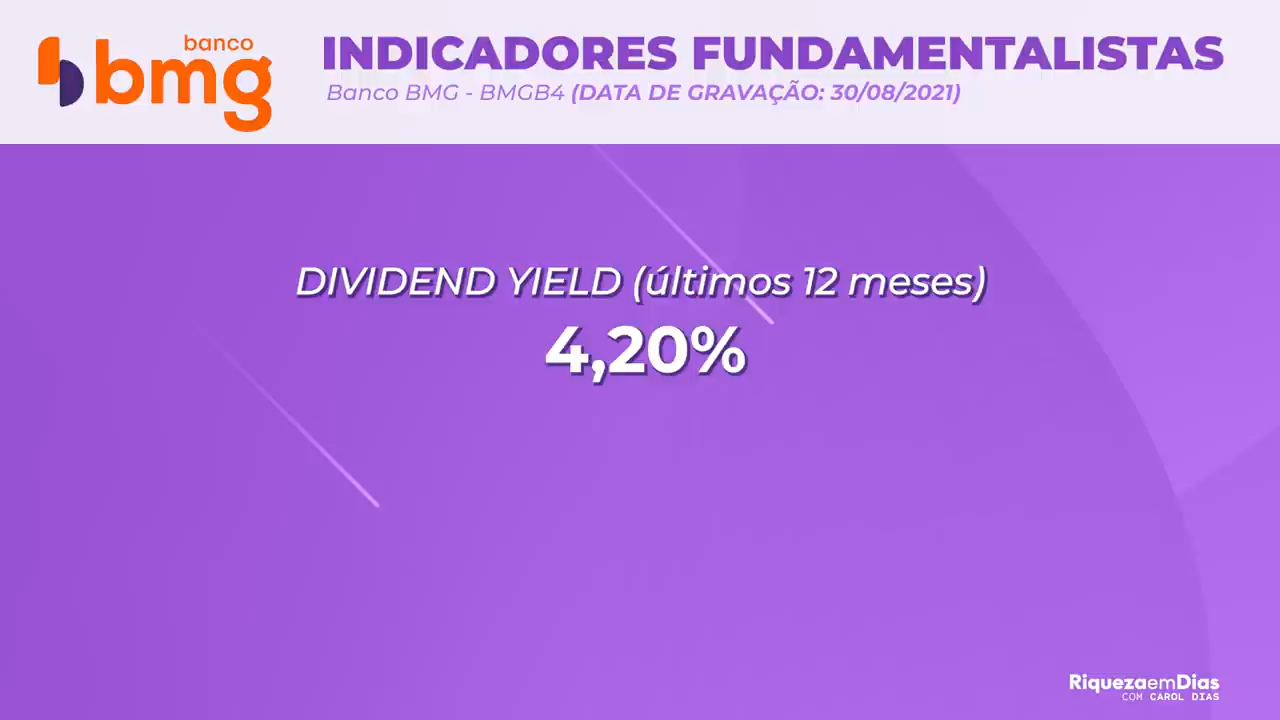 banco
bmg
INDICADORES FUNDAMENTALISTAS
Banco BMG - BMGB4 (DATA DE GRAVAÇÃO: 30/08/2021)
DIVIDEND YIELD (últimos 12 meses)
4,20%
RiquezaemDias
COM CAROL DIAS